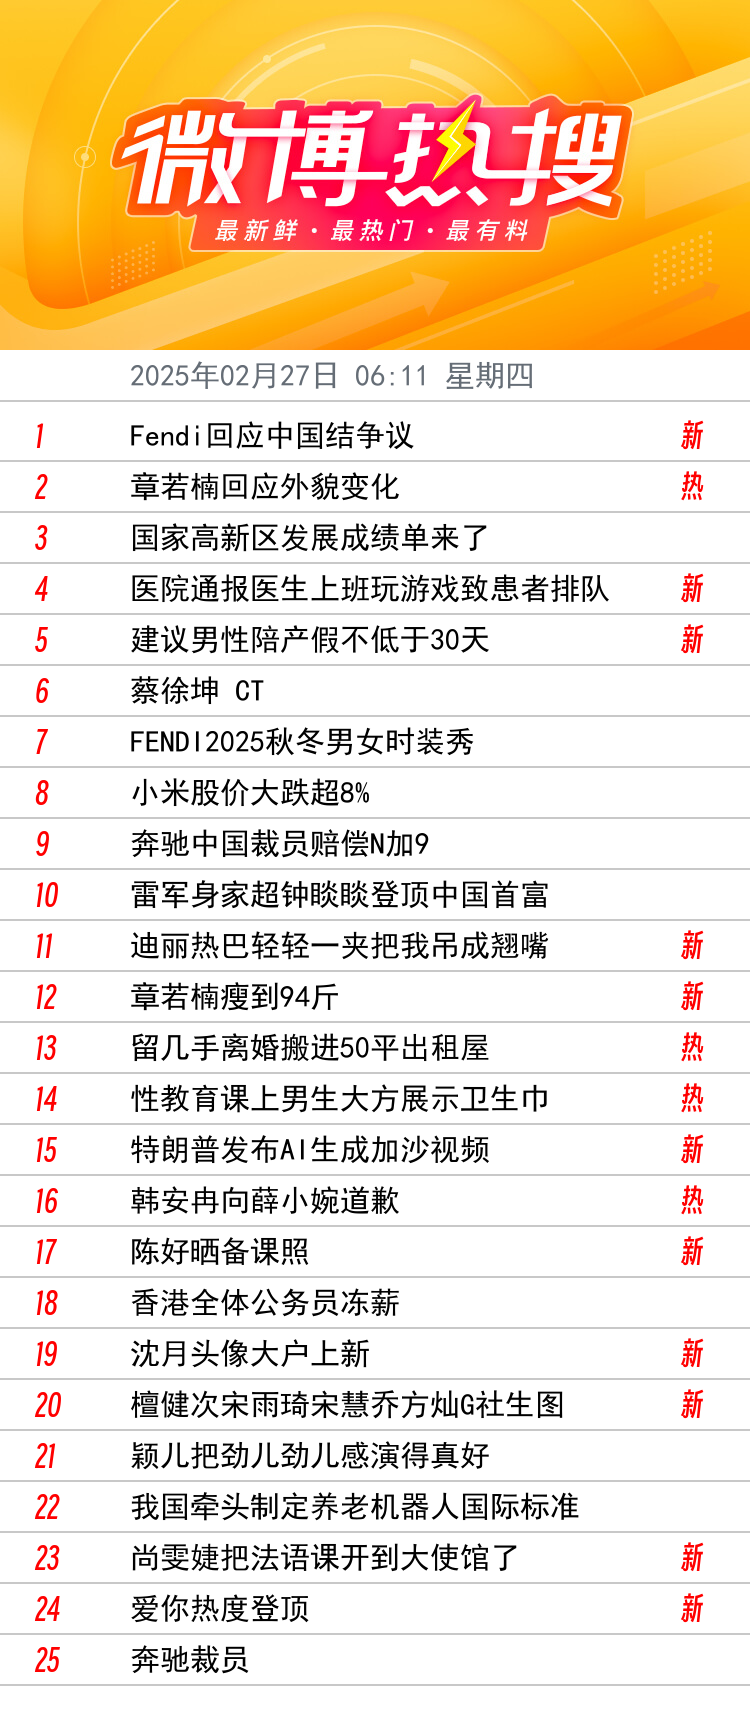 微博热搜
最新鲜·最热门·最有料
2025年02月27日 06:11 星期四
1 Fendi回应中国结争议 新
2 章若楠回应外貌变化 热
3 国家高新区发展成绩单来了
4 医院通报医生上班玩游戏致患者排队 新
5 建议男性陪产假不低于30天 新
6 蔡徐坤 CT
7 FENDI2025秋冬男女时装秀
8 小米股价大跌超8%
9 奔驰中国裁员赔偿N加9
10 雷军身家超钟睒睒登顶中国首富
11 迪丽热巴轻轻一夹把我吊成翘嘴 新
12 章若楠瘦到94斤 新
13 留几手离婚搬进50平出租屋 热
14 性教育课上男生大方展示卫生巾 热
15 特朗普发布AI生成加沙视频 新
16 韩安冉向薛小婉道歉 热
17 陈好晒备课照 新
18 香港全体公务员冻薪
19 沈月头像大户上新 新
20 檀健次宋雨琦宋慧乔方灿G社生图 新
21 颖儿把劲儿劲儿感演得真好
22 我国牵头制定养老机器人国际标准
23 尚雯婕把法语课开到大使馆了 新
24 爱你热度登顶 新
25 奔驰裁员